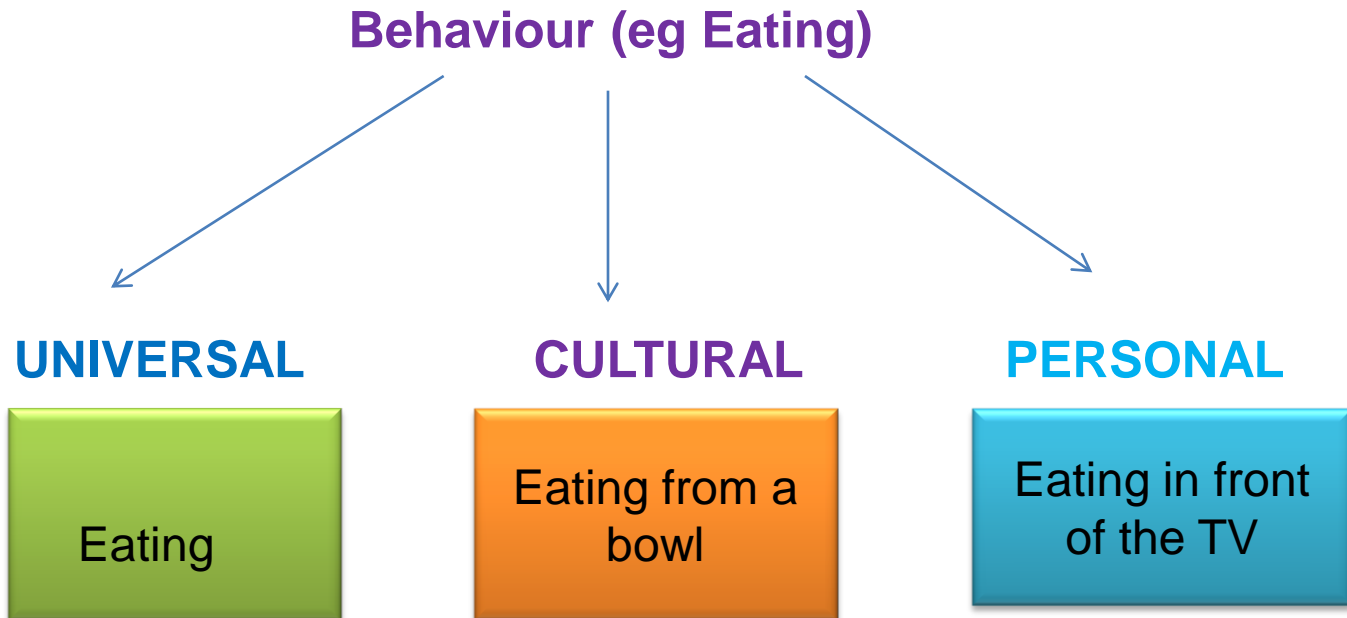 Behaviour (eg Eating)
UNIVERSAL
CULTURAL
PERSONAL
Eating
Eating from a
bowl
Eating in front
of the TV